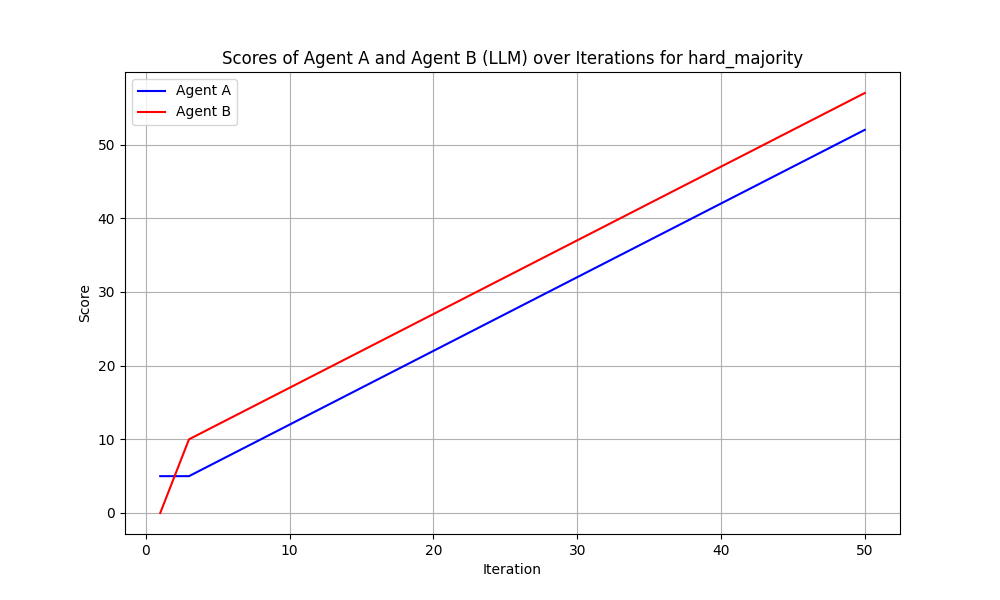 Scores of Agent A and Agent B (LLM) over Iterations for hard_majority
Agent A
Agent B
Score
50
40
30
20
10
0
0 10 20 30 40 50
Iteration